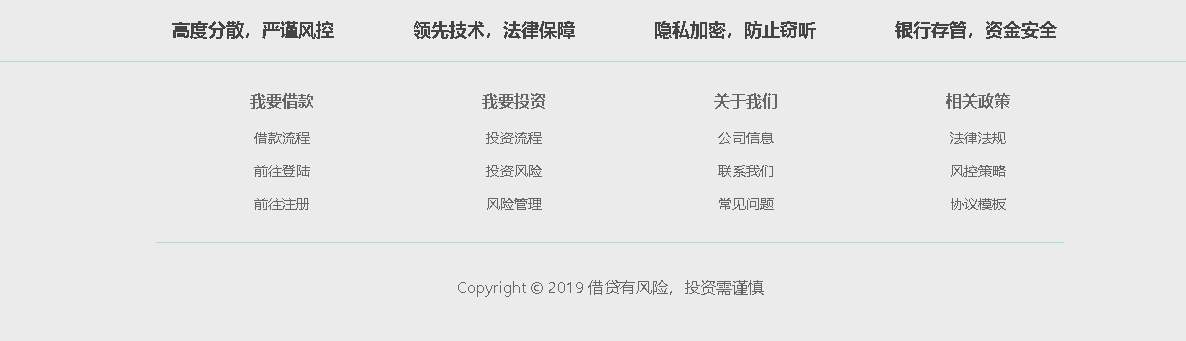 高度分散，严谨风控 领先技术，法律保障 隐私加密，防止窃听 银行存管，资金安全
我要借款 我要投资 关于我们 相关政策
借款流程 投资流程 公司信息 法律法规
前往登陆 投资风险 联系我们 风控策略
前往注册 风险管理 常见问题 协议模板
Copyright © 2019 借贷有风险，投资需谨慎